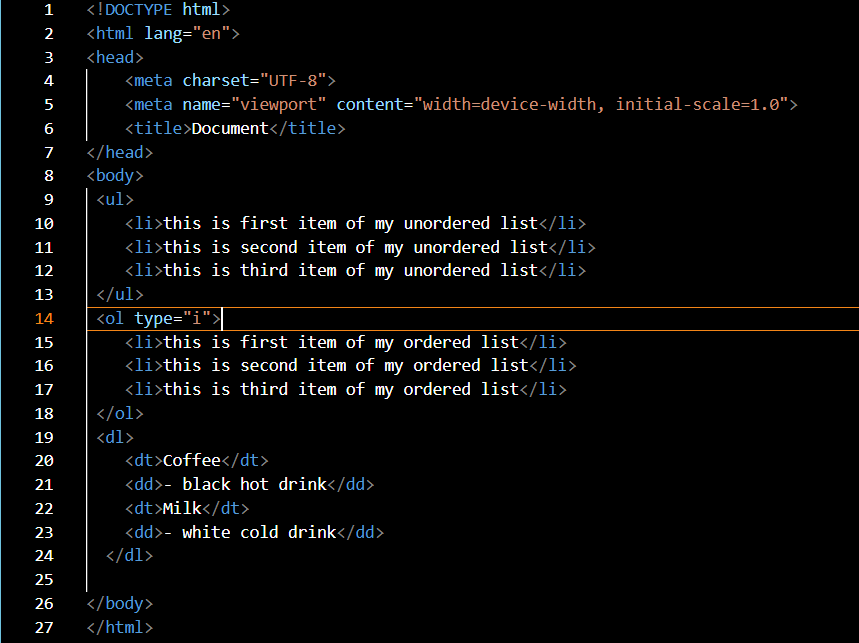 1 <!DOCTYPE html>
2 <html lang="en">
3 <head>
4     <meta charset="UTF-8">
5     <meta name="viewport" content="width=device-width, initial-scale=1.0">
6     <title>Document</title>
7 </head>
8 <body>
9  <ul>
10     <li>this is first item of my unordered list</li>
11     <li>this is second item of my unordered list</li>
12     <li>this is third item of my unordered list</li>
13  </ul>
14  <ol type="i">
15     <li>this is first item of my ordered list</li>
16     <li>this is second item of my ordered list</li>
17     <li>this is third item of my ordered list</li>
18  </ol>
19  <dl>
20     <dt>Coffee</dt>
21     <dd>- black hot drink</dd>
22     <dt>Milk</dt>
23     <dd>- white cold drink</dd>
24   </dl>
25
26 </body>
27 </html>